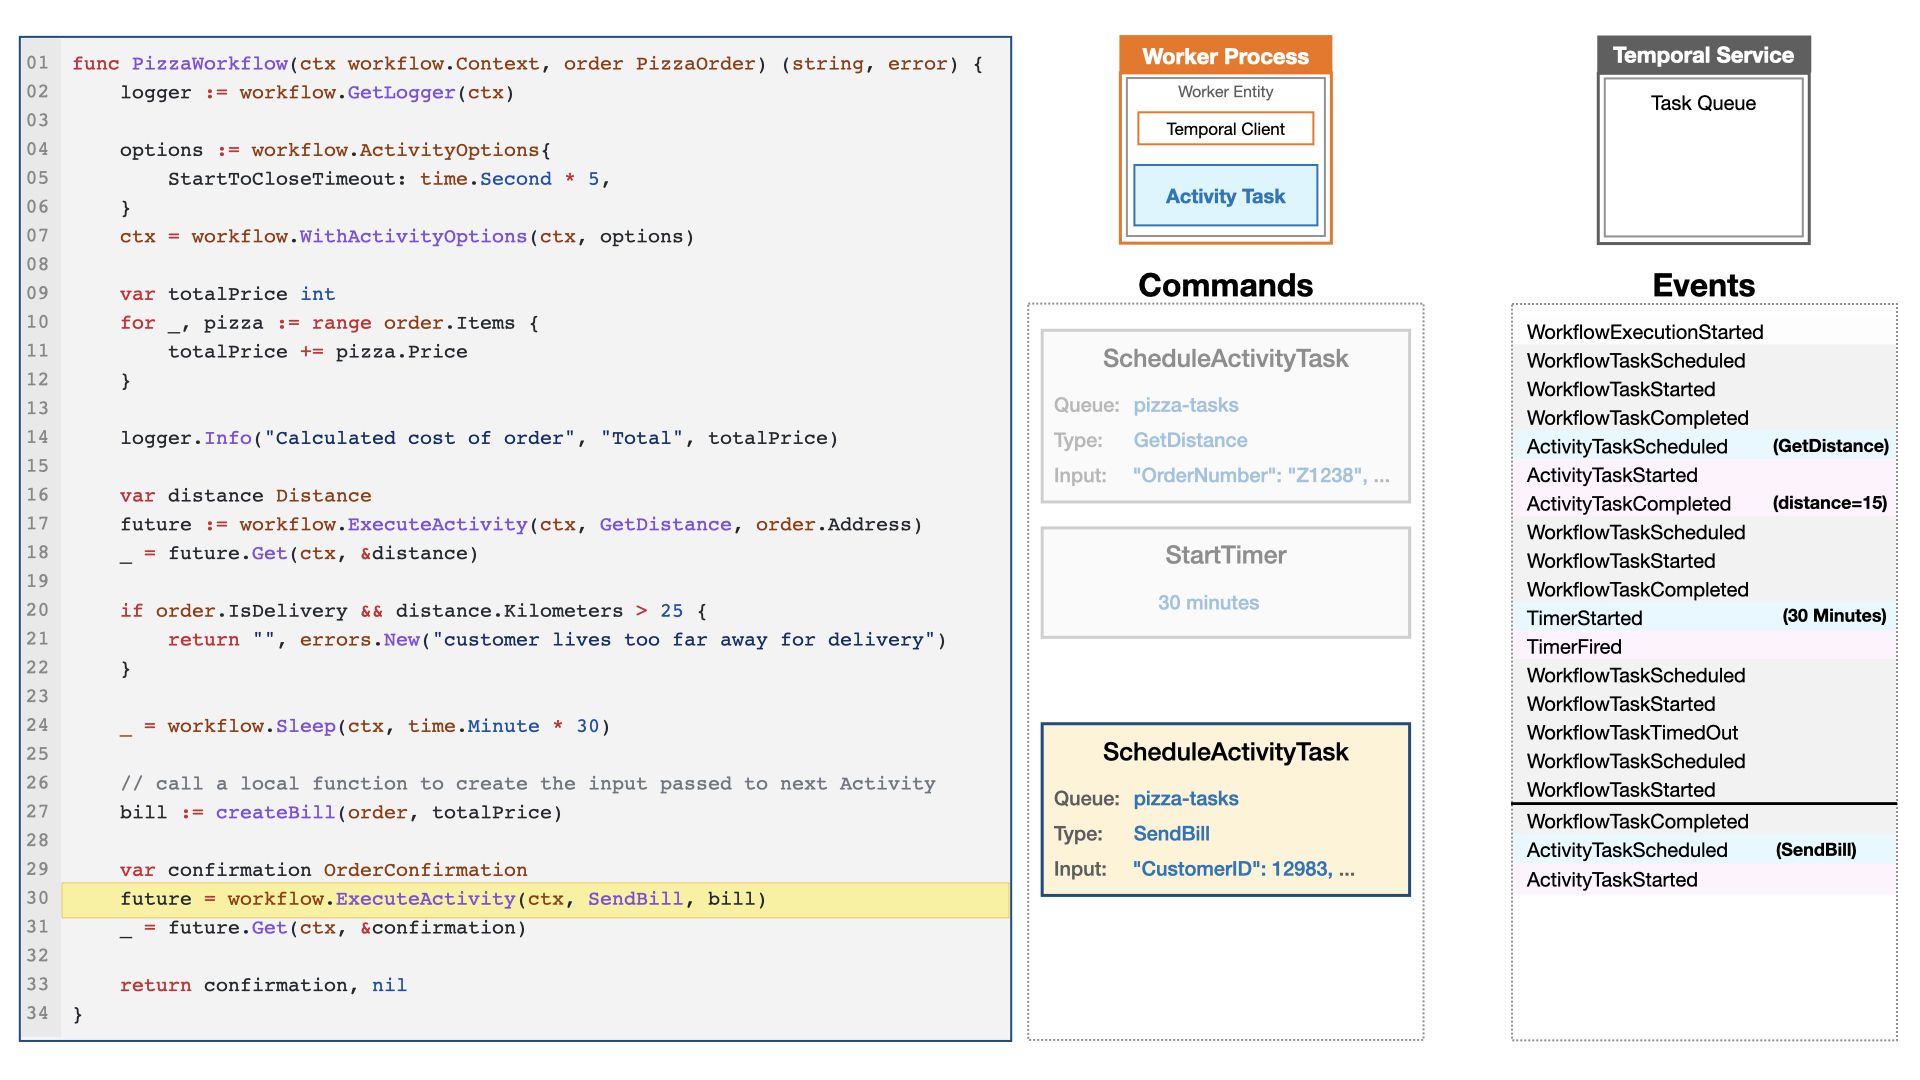 01 func PizzaWorkflow(ctx workflow.Context, order PizzaOrder) (string, error) {
02     logger := workflow.GetLogger(ctx)
03
04     options := workflow.ActivityOptions{
05         StartToCloseTimeout: time.Second * 5,
06     }
07     ctx = workflow.WithActivityOptions(ctx, options)
08
09     var totalPrice int
10     for _, pizza := range order.Items {
11         totalPrice += pizza.Price
12     }
13
14     logger.Info("Calculated cost of order", "Total", totalPrice)
15
16     var distance Distance
17     future := workflow.ExecuteActivity(ctx, GetDistance, order.Address)
18     _ = future.Get(ctx, &distance)
19
20     if order.IsDelivery && distance.Kilometers > 25 {
21         return "", errors.New("customer lives too far away for delivery")
22     }
23
24     _ = workflow.Sleep(ctx, time.Minute * 30)
25
26     // call a local function to create the input passed to next Activity
27     bill := createBill(order, totalPrice)
28
29     var confirmation OrderConfirmation
30     future = workflow.ExecuteActivity(ctx, SendBill, bill)
31     _ = future.Get(ctx, &confirmation)
32
33     return confirmation, nil
34 }
Worker Process
Worker Entity
Temporal Client
Activity Task
Commands
ScheduleActivityTask
Queue: pizza-tasks
Type: GetDistance
Input: "OrderNumber": "Z1238", ...
StartTimer
30 minutes
ScheduleActivityTask
Queue: pizza-tasks
Type: SendBill
Input: "CustomerID": 12983, ...
Temporal Service
Task Queue
Events
WorkflowExecutionStarted
WorkflowTaskScheduled
WorkflowTaskStarted
WorkflowTaskCompleted
ActivityTaskScheduled (GetDistance)
ActivityTaskStarted
ActivityTaskCompleted (distance=15)
WorkflowTaskScheduled
WorkflowTaskStarted
WorkflowTaskCompleted
TimerStarted (30 Minutes)
TimerFired
WorkflowTaskScheduled
WorkflowTaskStarted
WorkflowTaskTimedOut
WorkflowTaskScheduled
WorkflowTaskStarted
WorkflowTaskCompleted
ActivityTaskScheduled (SendBill)
ActivityTaskStarted